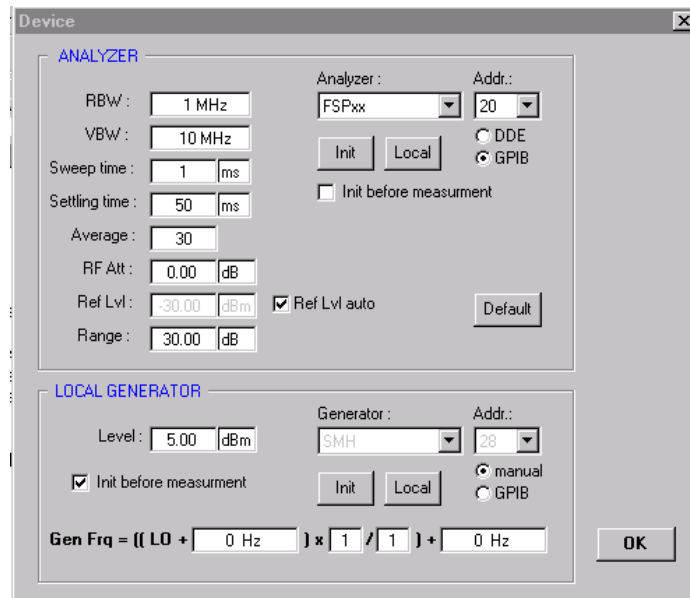 Device
ANALYZER
Analyzer : Addr.:
RBW : 1 MHz FSPxx 20
VBW : 10 MHz DDE
Init Local GPIB
Sweep time : 1 ms
Init before measurment
Settling time : 50 ms
Average : 30
RF Att : 0.00 dB
Ref Lvl : -30.00 dBm Ref Lvl auto Default
Range : 30.00 dB
LOCAL GENERATOR
Generator : Addr.:
Level : 5.00 dBm SMH 28
manual
Init before measurment Init Local GPIB
Gen Frq = (( LO + 0 Hz ) x 1 / 1 ) + 0 Hz OK